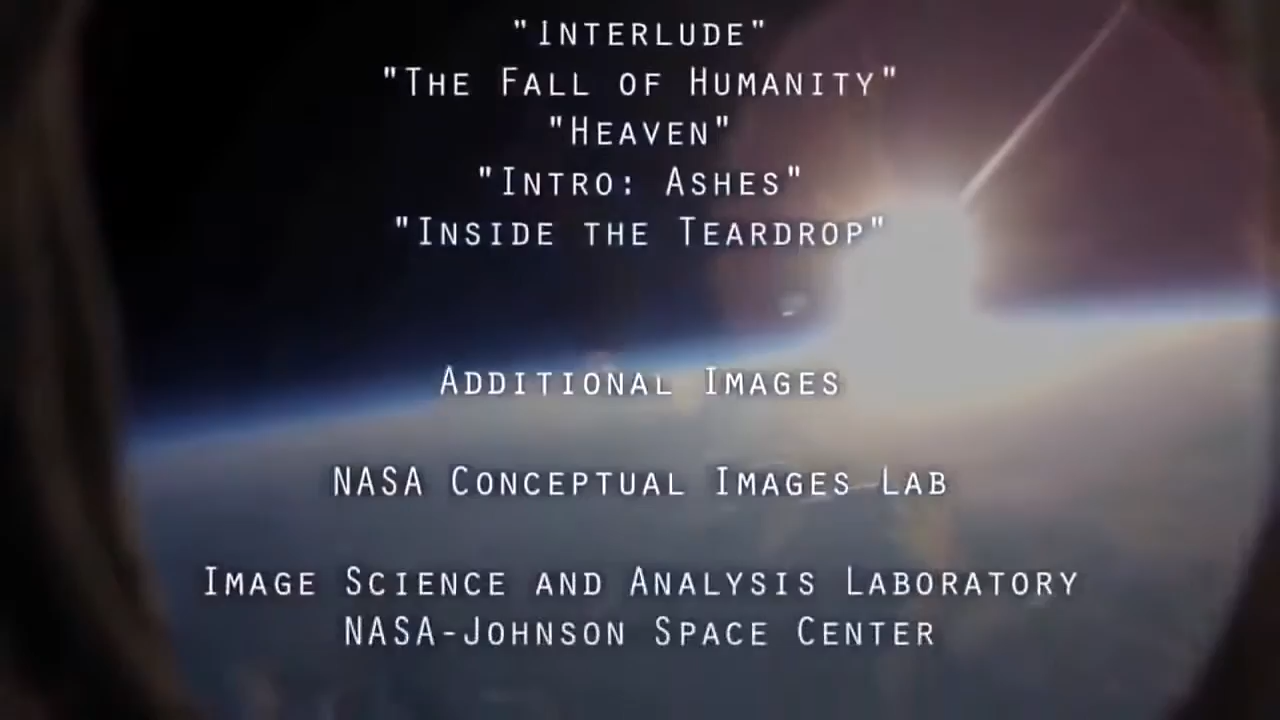 "Interlude"
"The Fall of Humanity"
"Heaven"
"Intro: Ashes"
"Inside the Teardrop"
Additional Images
NASA Conceptual Images Lab
Image Science and Analysis Laboratory
NASA-Johnson Space Center